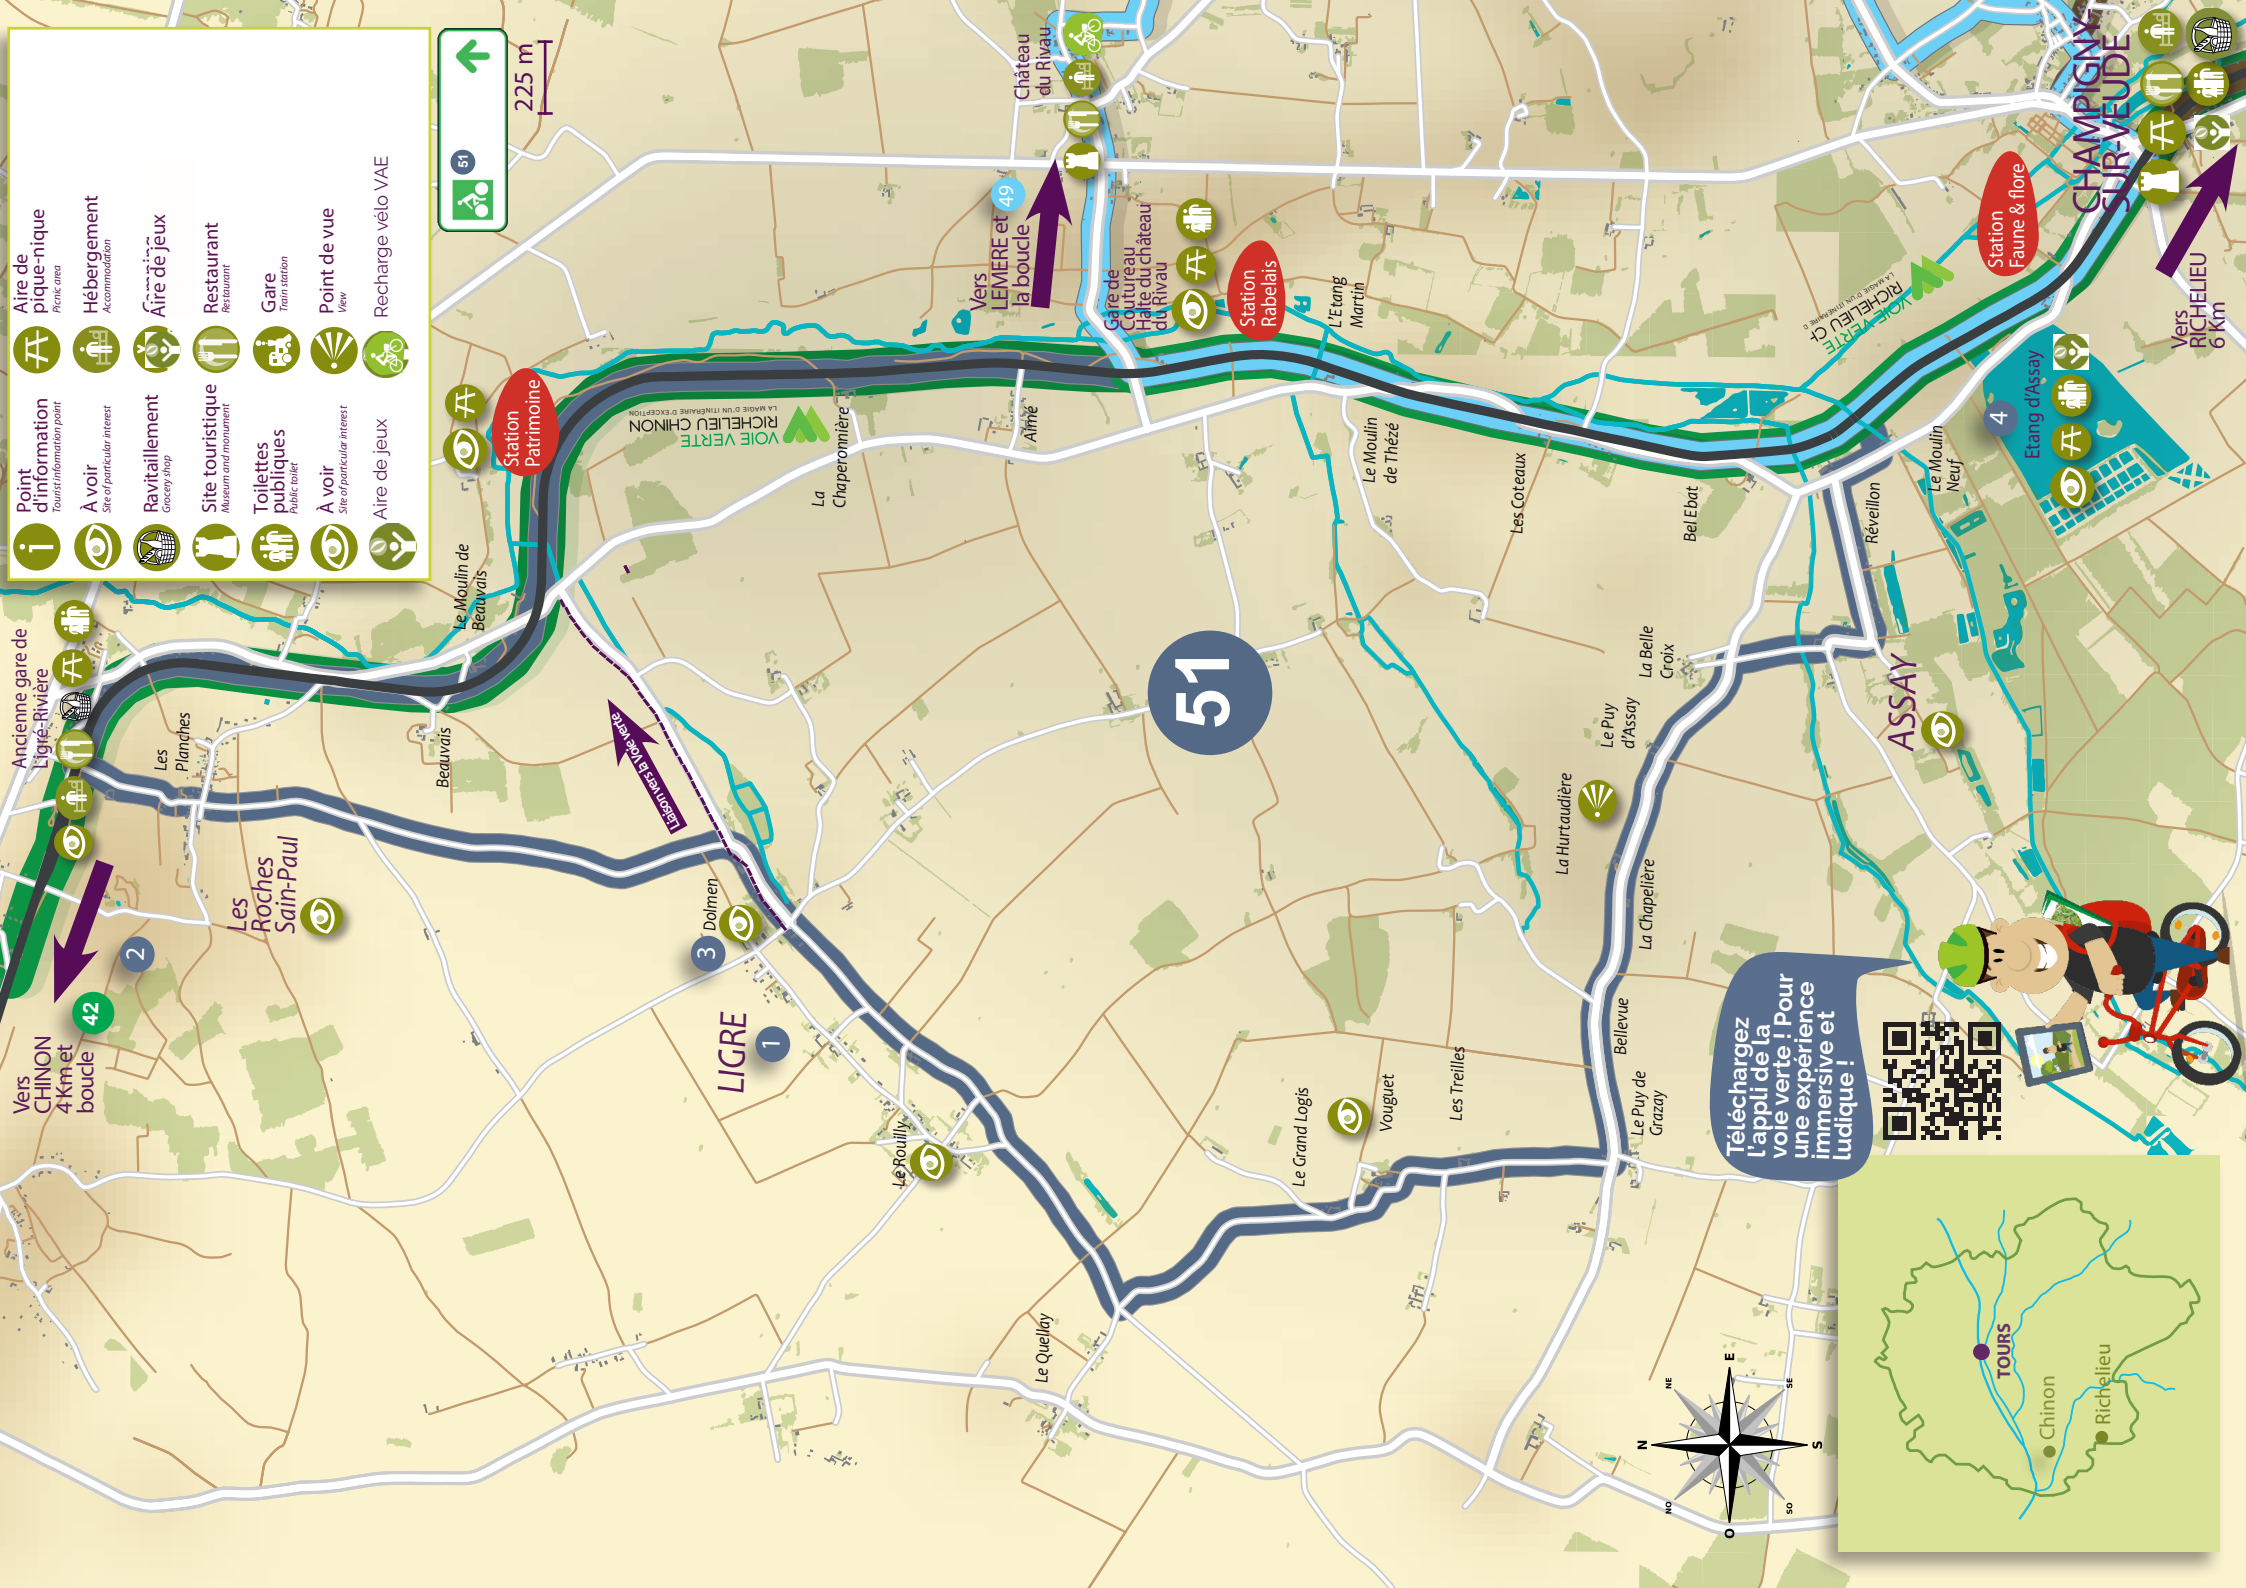 Point
d'information
Tourist information point
À voir
Site of particular interest
Ravitaillement
Grocery shop
Site touristique
Museum and monument
Toilettes
publiques
Public toilet
À voir
Site of particular interest
Aire de jeux
Aire de
pique-nique
Picnic area
Hébergement
Accommodation
Aire de jeux
Restaurant
Restaurant
Gare
Train station
Point de vue
View
Recharge vélo VAE
51
225 m
Ancienne gare de
Ligré-Rivière
Les
Planches
Beauvais
Le Moulin de
Beauvais
Station
Patrimoine
VOIE VERTE
RICHELIEU CHINON
LA MAGIE D'UN ITINÉRAIRE D'EXCEPTION
La
Chaperonnière
Aimé
Vers
LEMERE et
la boucle
49
Château
du Rivau
Gare de
Coutureau
Halte du château
du Rivau
Station
Rabelais
L'Etang
Martin
Le Moulin
de Thézé
Les Coteaux
Bel Ebat
VOIE VERTE
Station
Faune & flore
CHAMPIGNY-
SUR-VEUDE
Vers
RICHELIEU
6 Km
4
Etang d'Assay
Le Moulin
Neuf
Réveillon
ASSAY
La Belle
Croix
Le Puy
d'Assay
La Hurtaudière
La Chapelière
Bellevue
Le Puy de
Grazay
51
Liaison vers la Voie verte
Les
Roches
Sain-Paul
2
Vers
CHINON
4 Km et
boucle
42
3
Dolmen
LIGRE
1
Le Rouilly
Le Quellay
Le Grand Logis
Vouguet
Les Treilles
Téléchargez
l'appli de la
voie verte ! Pour
une expérience
immersive et
ludique !
N
NE
E
SE
S
SO
O
NO
TOURS
Chinon
Richelieu